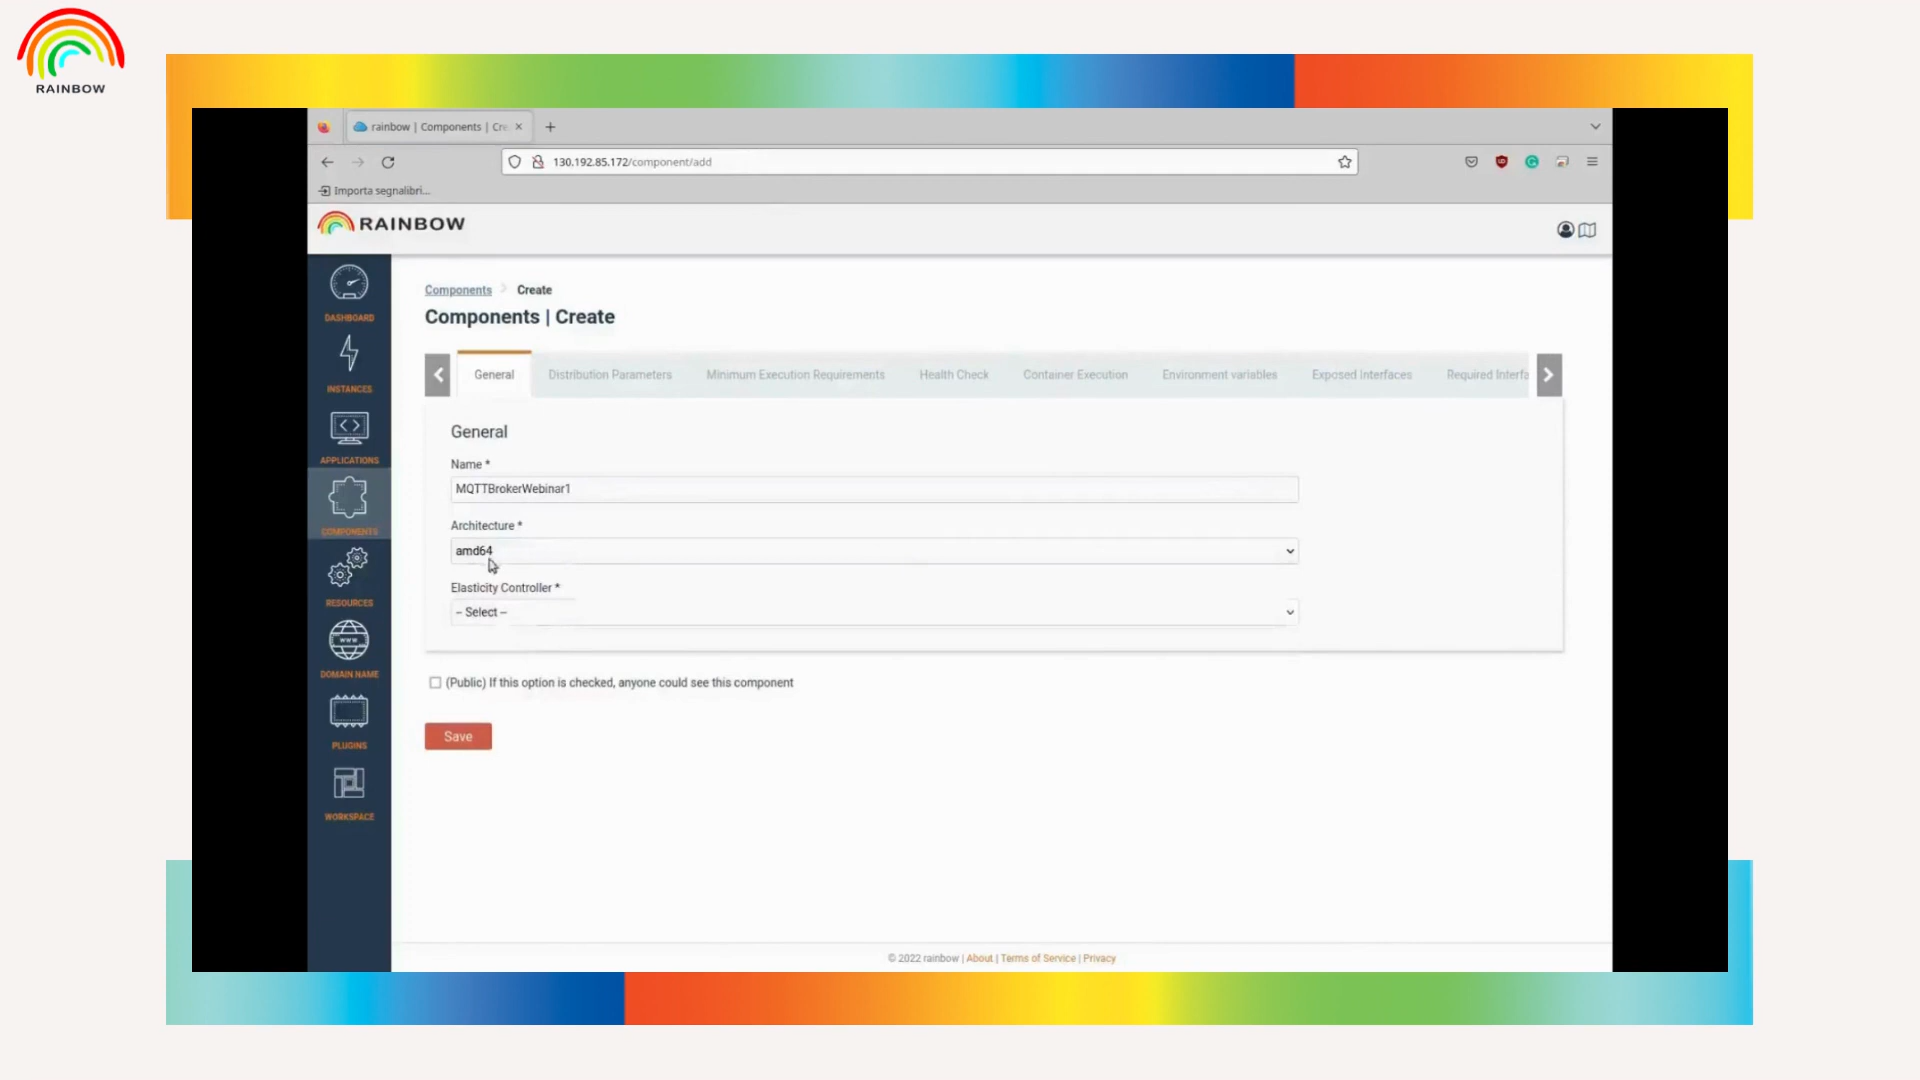 RAINBOW
rainbow | Components | Cre
130.192.85.172/component/add
Importa segnalibri...
RAINBOW
DASHBOARD
INSTANCES
APPLICATIONS
COMPONENTS
RESOURCES
WWW
DOMAIN NAME
PLUGINS
WORKSPACE
Components Create
Components | Create
General Distribution Parameters Minimum Execution Requirements Health Check Container Execution Environment variables Exposed Interfaces Required Interfa
General
Name *
MQTTBrokerWebinar1
Architecture *
amd64
Elasticity Controller *
-- Select --
(Public) If this option is checked, anyone could see this component
Save
© 2022 rainbow | About | Terms of Service | Privacy